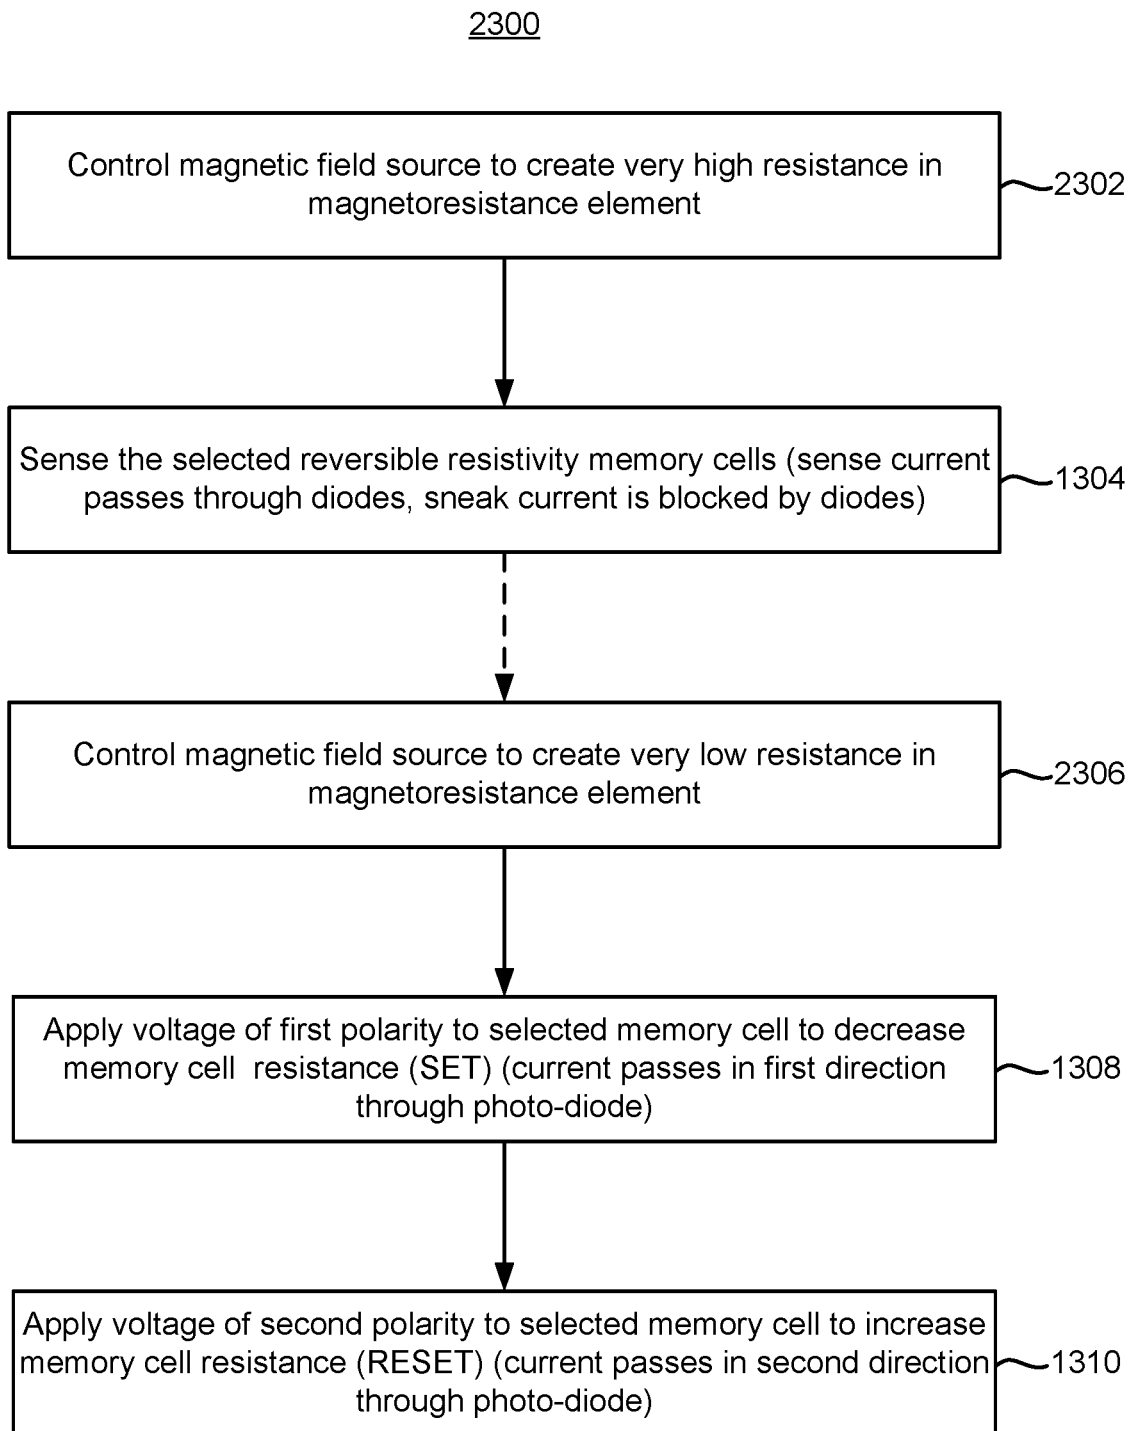 2300
Control magnetic field source to create very high resistance in
magnetoresistance element
2302
Sense the selected reversible resistivity memory cells (sense current
passes through diodes, sneak current is blocked by diodes)
1304
Control magnetic field source to create very low resistance in
magnetoresistance element
2306
Apply voltage of first polarity to selected memory cell to decrease
memory cell  resistance (SET) (current passes in first direction
through photo-diode)
1308
Apply voltage of second polarity to selected memory cell to increase
memory cell resistance (RESET) (current passes in second direction
through photo-diode)
1310